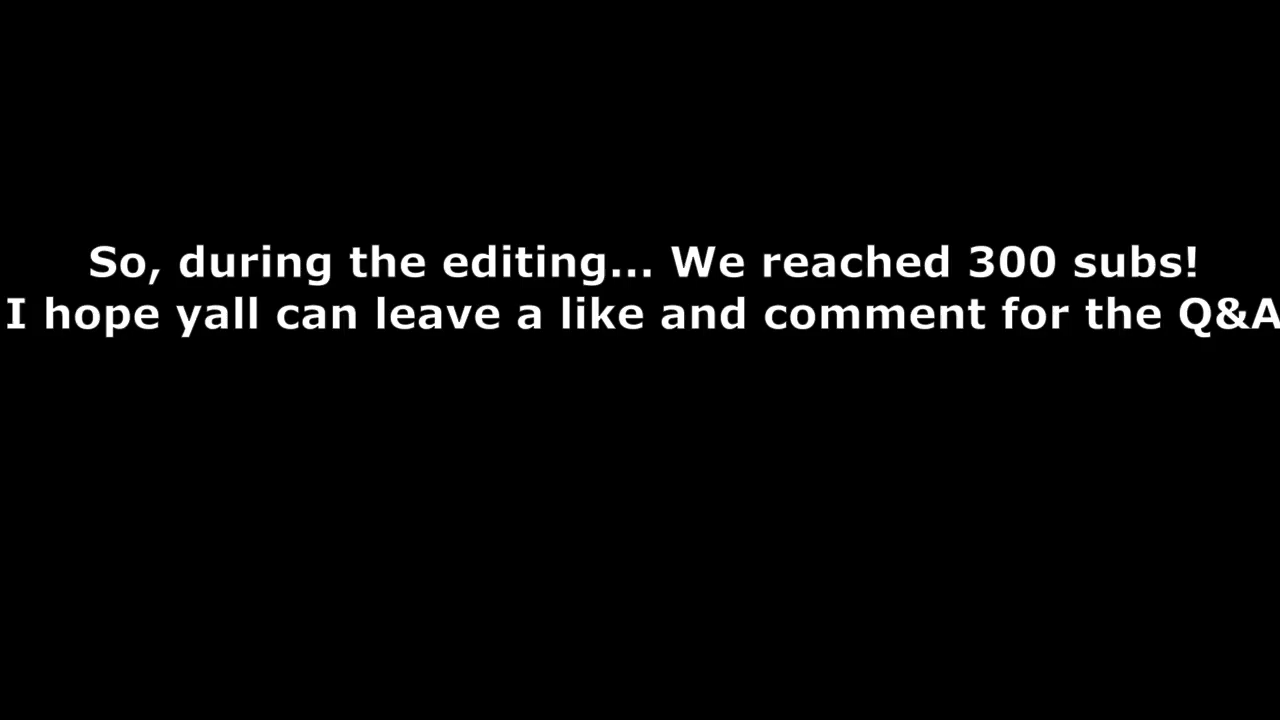 So, during the editing... We reached 300 subs!
I hope yall can leave a like and comment for the Q&A